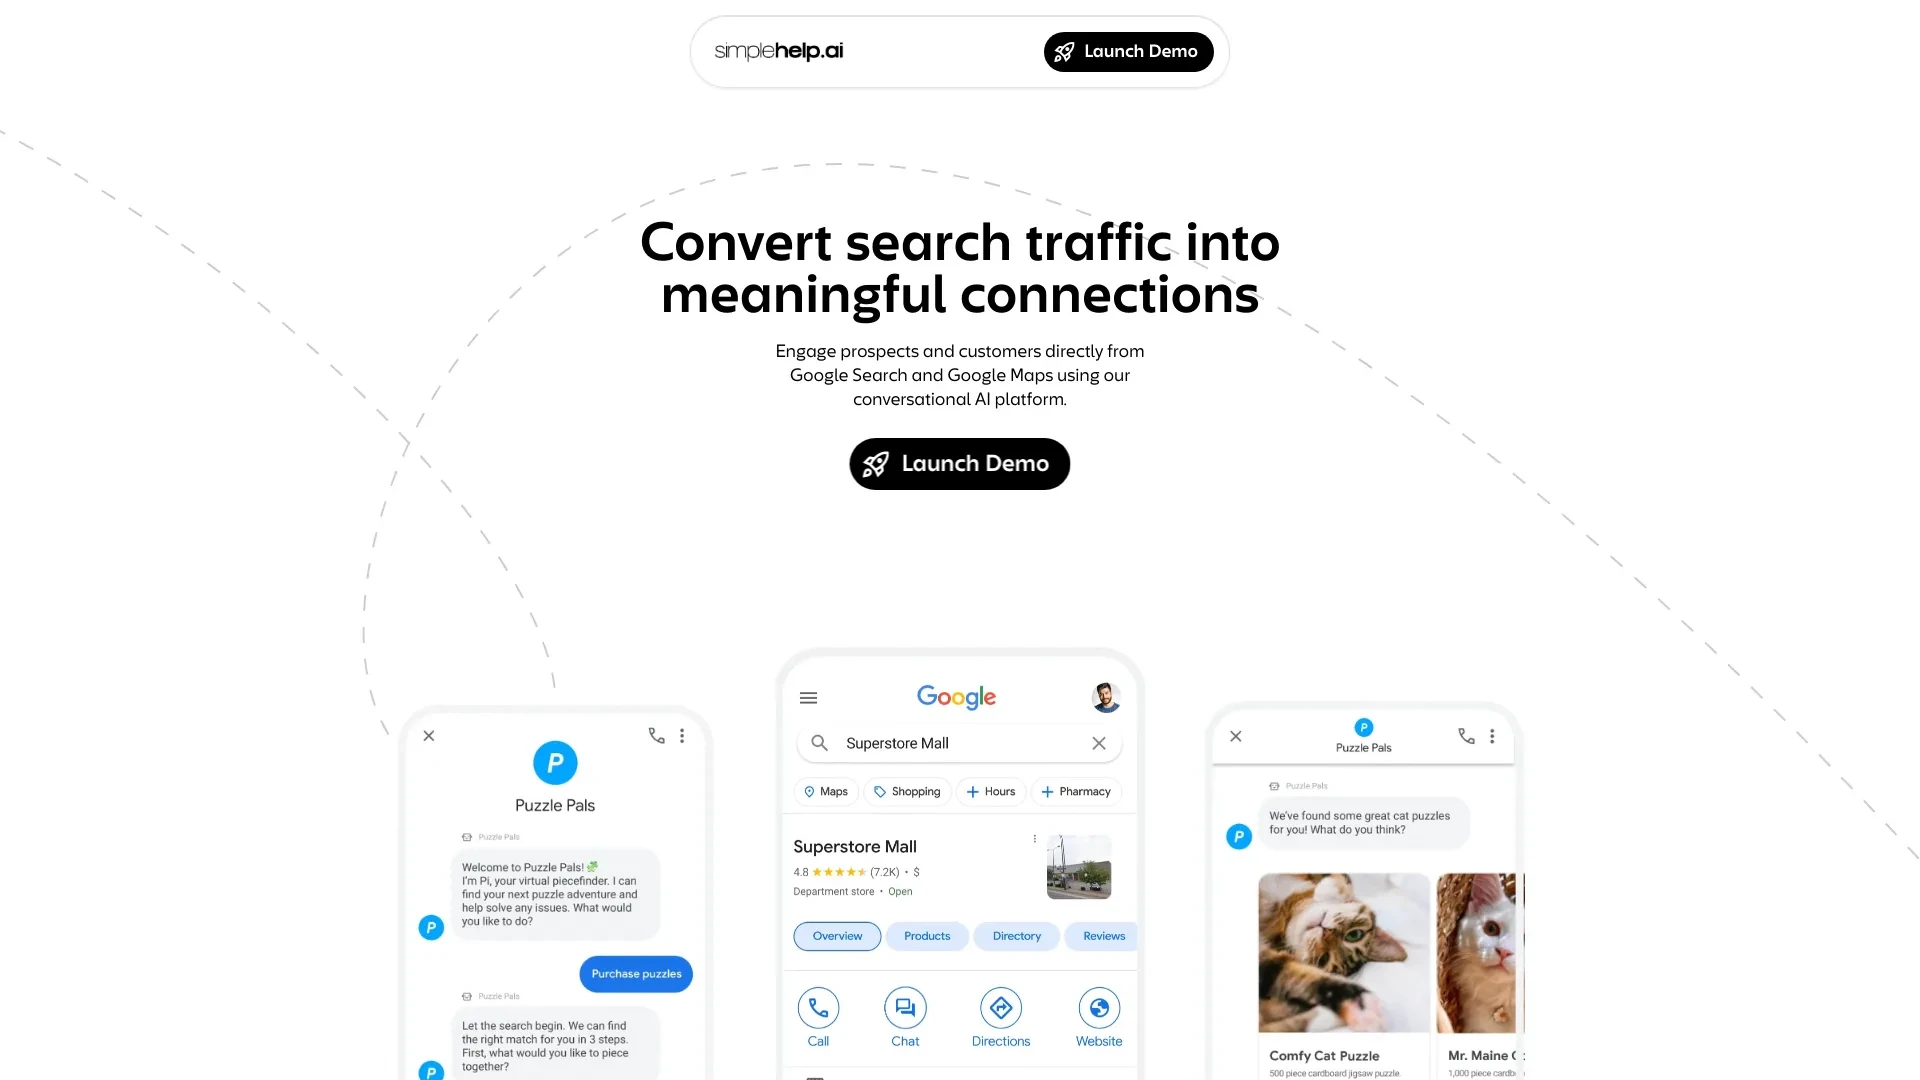 simplehelp.ai
Launch Demo
Convert search traffic into
meaningful connections
Engage prospects and customers directly from
Google Search and Google Maps using our
conversational AI platform.
Launch Demo
P
Puzzle Pals
Puzzle Pals
Welcome to Puzzle Pals!
I'm Pi, your virtual piecefinder. I can
find your next puzzle adventure and
help solve any issues. What would
you like to do?
P
Purchase puzzles
Puzzle Pals
Let the search begin. We can find
the right match for you in 3 steps.
First, what would you like to piece
together?
P
Google
Superstore Mall
Maps
Shopping
Hours
Pharmacy
Superstore Mall
4.8 (7.2K) • $
Department store • Open
Overview
Products
Directory
Reviews
Call
Chat
Directions
Website
P
Puzzle Pals
Puzzle Pals
We've found some great cat puzzles
for you! What do you think?
P
Comfy Cat Puzzle
500 piece cardboard jigsaw puzzle.
Mr. Maine
1,000 piece